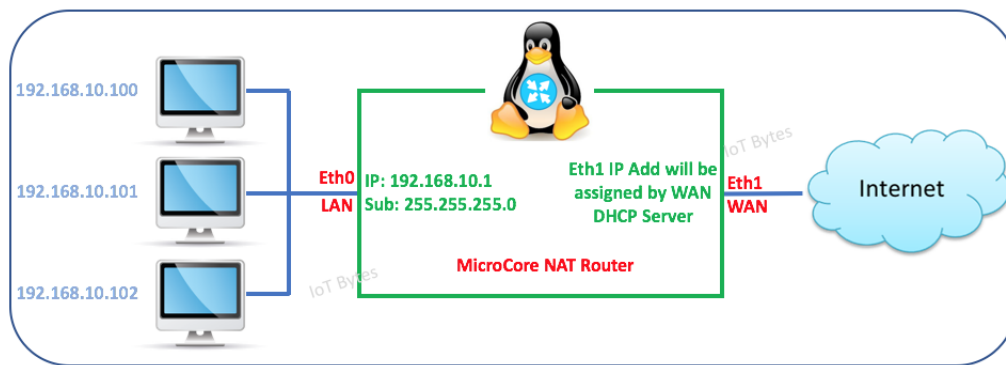 192.168.10.100
192.168.10.101
192.168.10.102
Eth0
LAN
IP: 192.168.10.1
Sub: 255.255.255.0
Eth1 IP Add will be
assigned by WAN
DHCP Server
MicroCore NAT Router
Eth1
WAN
Internet
IoT Bytes
IoT Bytes